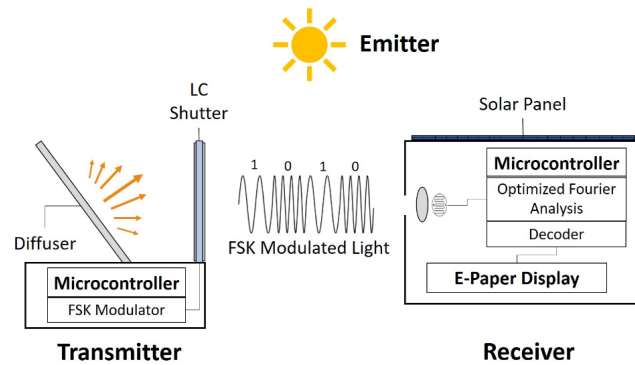 Emitter
LC
Shutter
Diffuser
Microcontroller
FSK Modulator
Transmitter
1 0 1 0
FSK Modulated Light
Solar Panel
Microcontroller
Optimized Fourier
Analysis
Decoder
E-Paper Display
Receiver